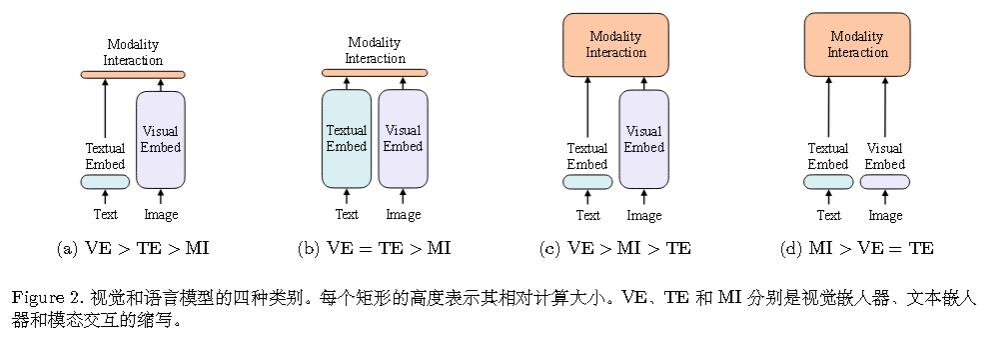 Modality
Interaction
Textual
Embed
Visual
Embed
Text
Image
(a) VE > TE > MI
Modality
Interaction
Textual
Embed
Visual
Embed
Text
Image
(b) VE = TE > MI
Modality
Interaction
Textual
Embed
Visual
Embed
Text
Image
(c) VE > MI > TE
Modality
Interaction
Textual
Embed
Visual
Embed
Text
Image
(d) MI > VE = TE
Figure 2. 视觉和语言模型的四种类别。每个矩形的高度表示其相对计算大小。VE、TE 和 MI 分别是视觉嵌入器、文本嵌入
器和模态交互的缩写。